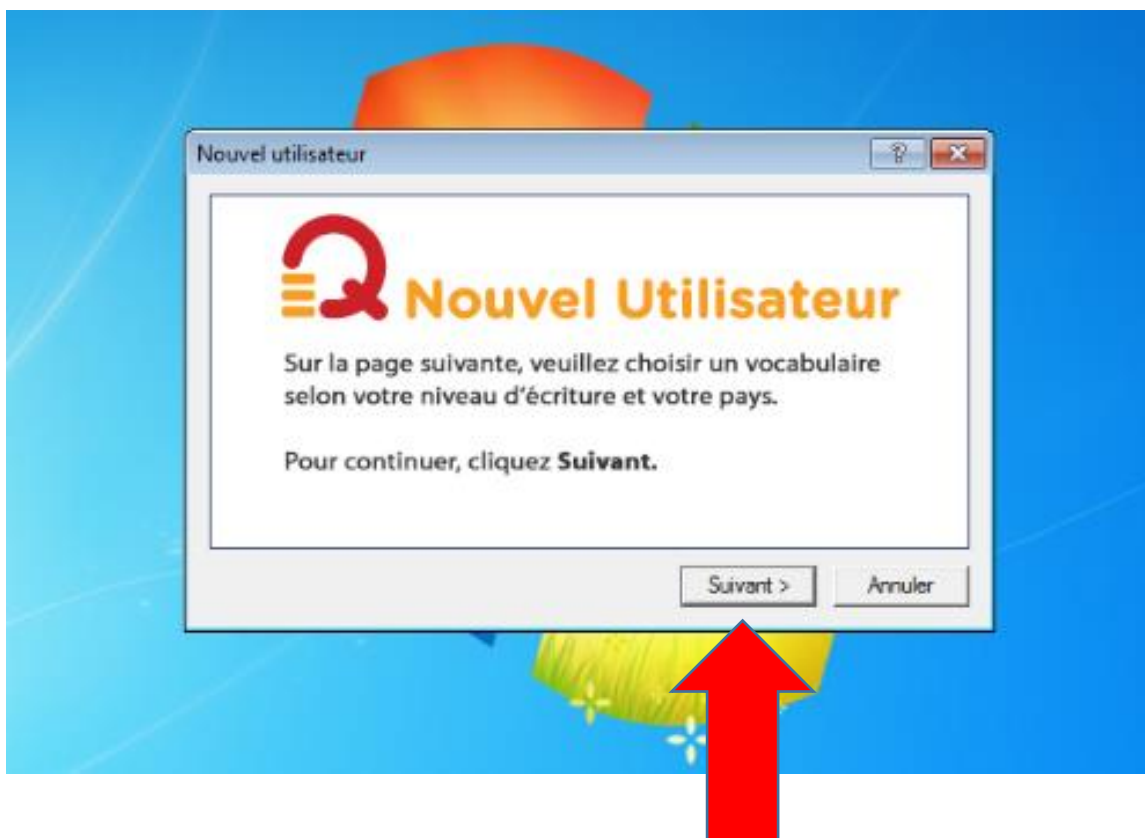 Nouvel utilisateur
?
Nouvel Utilisateur
Sur la page suivante, veuillez choisir un vocabulaire
selon votre niveau d'écriture et votre pays.
Pour continuer, cliquez Suivant.
Suivant >
Annuler